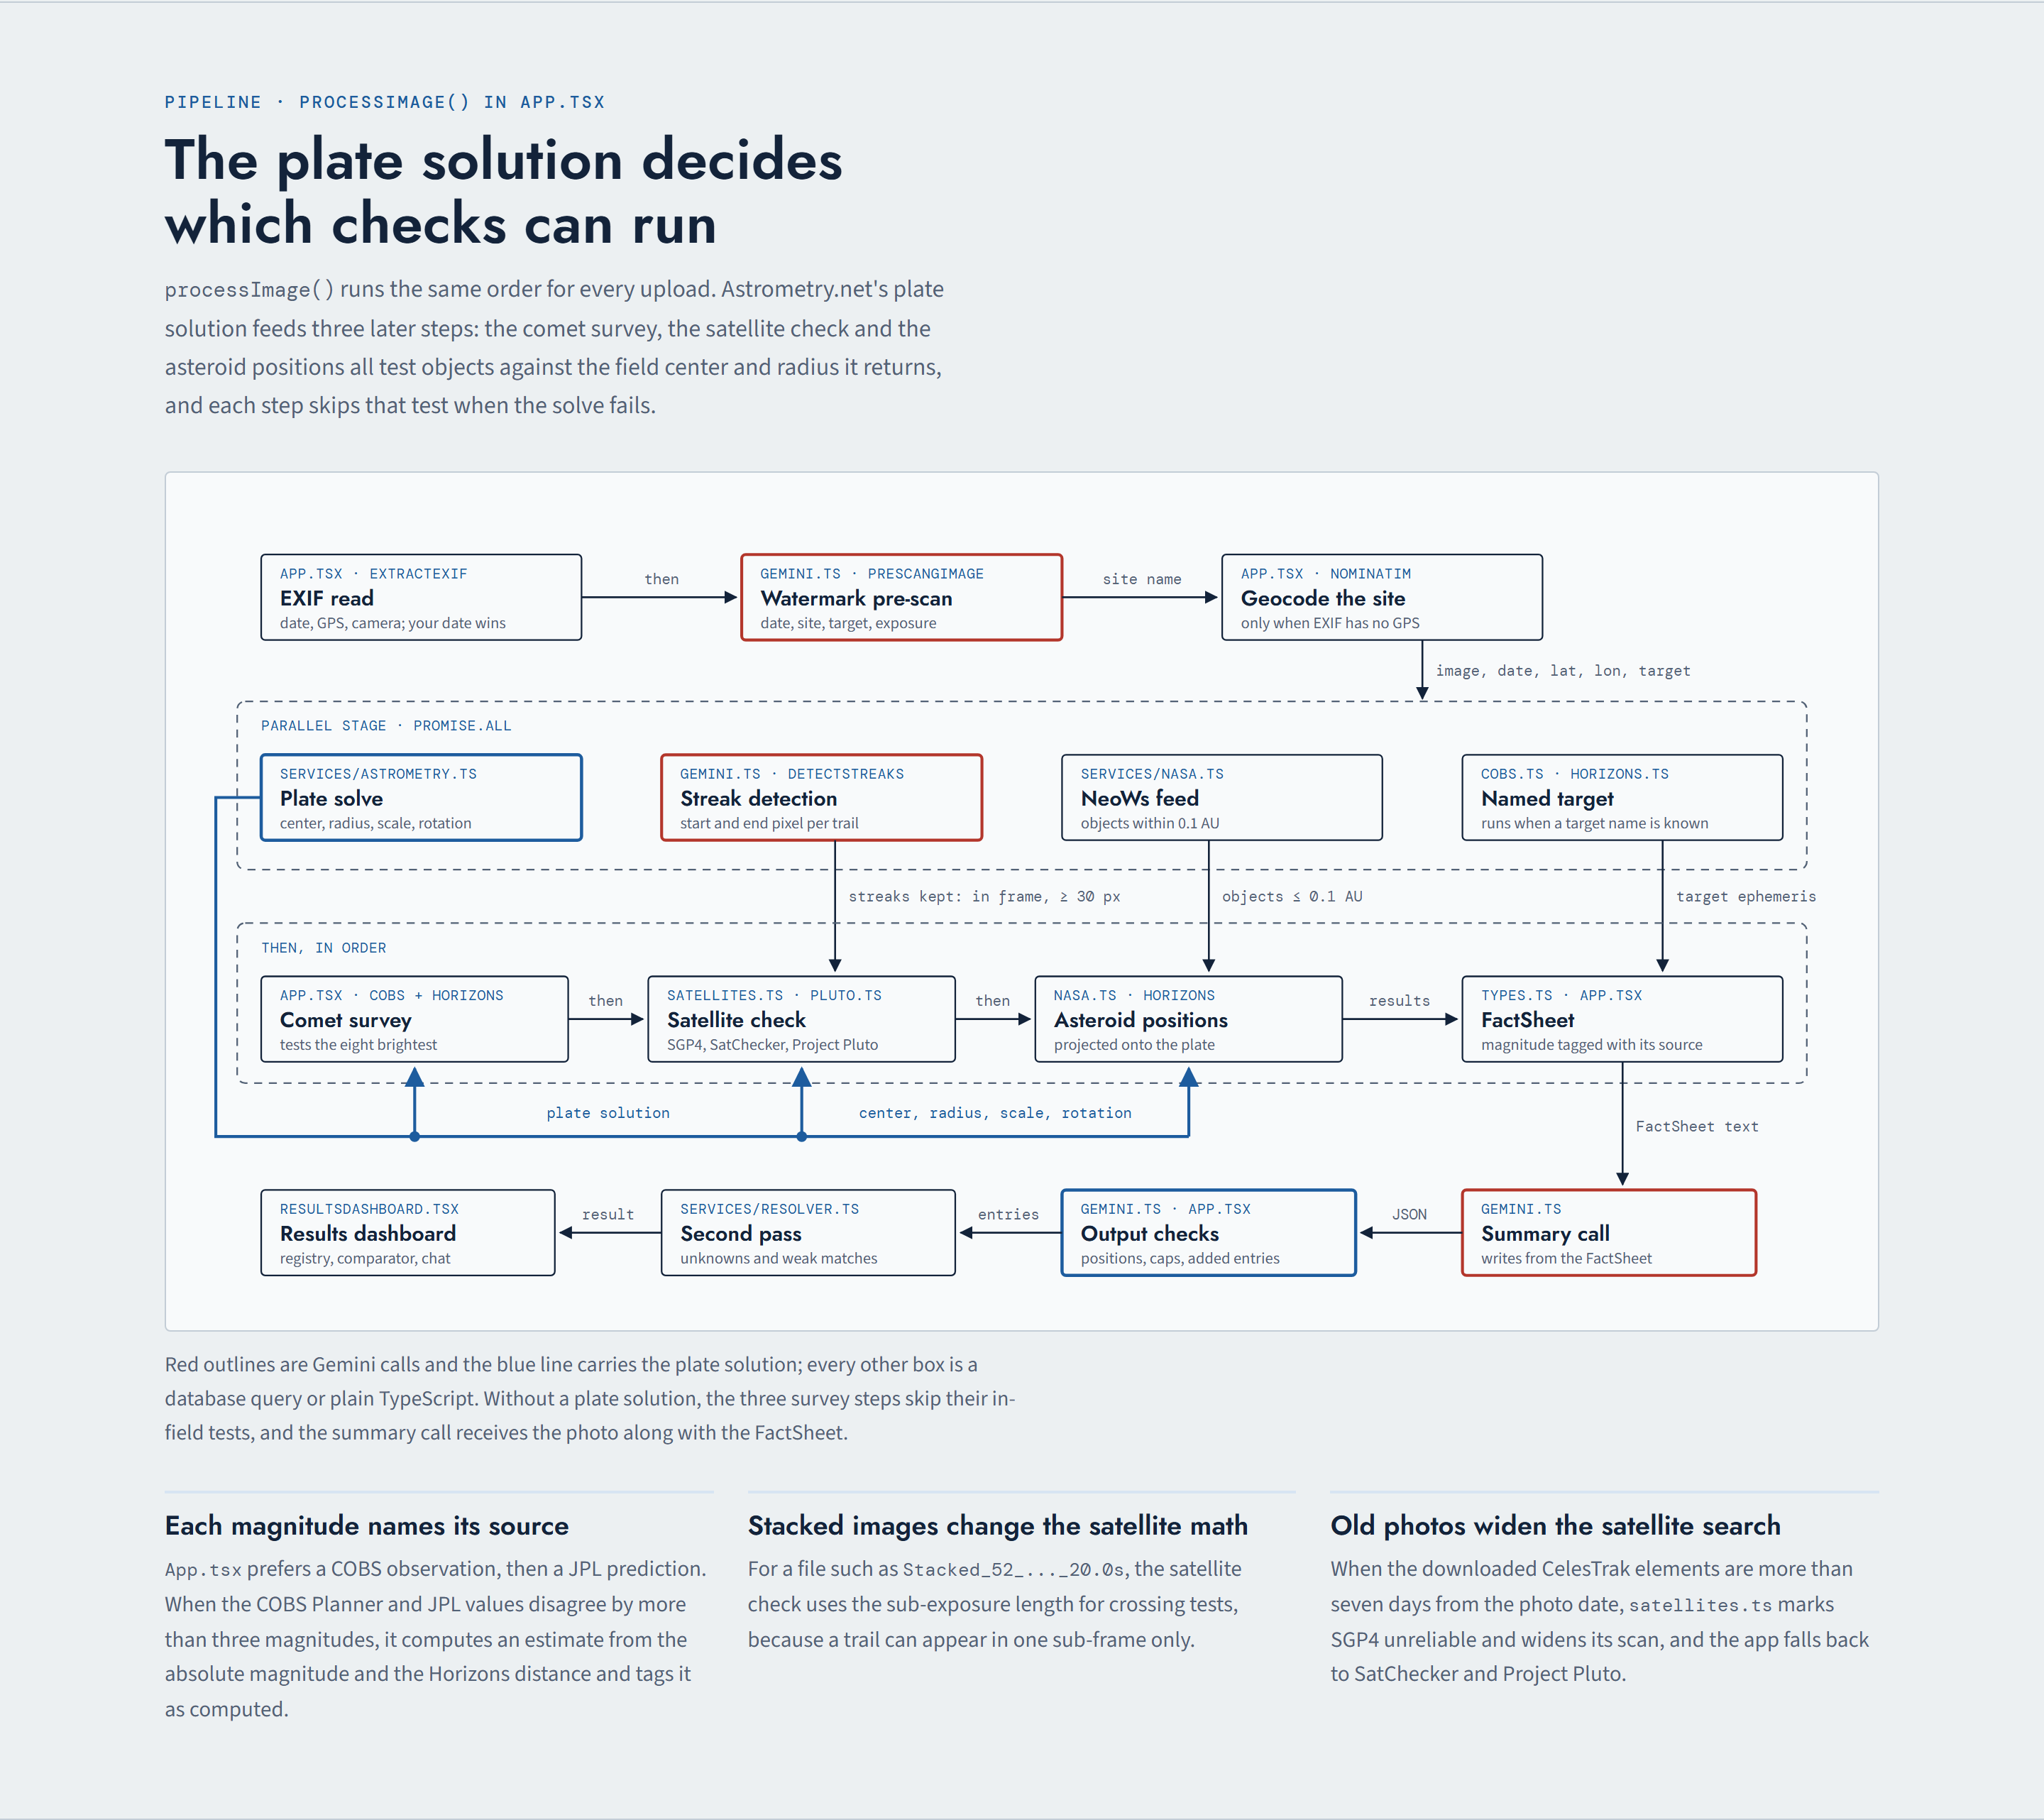 PIPELINE · PROCESSIMAGE() IN APP.TSX
The plate solution decides
which checks can run
processImage() runs the same order for every upload. Astrometry.net's plate
solution feeds three later steps: the comet survey, the satellite check and the
asteroid positions all test objects against the field center and radius it returns,
and each step skips that test when the solve fails.
APP.TSX · EXTRACTEXIF
EXIF read
date, GPS, camera; your date wins
then
GEMINI.TS · PRESCANIMAGE
Watermark pre-scan
date, site, target, exposure
site name
APP.TSX · NOMINATIM
Geocode the site
only when EXIF has no GPS
image, date, lat, lon, target
PARALLEL STAGE · PROMISE.ALL
SERVICES/ASTROMETRY.TS
Plate solve
center, radius, scale, rotation
GEMINI.TS · DETECTSTREAKS
Streak detection
start and end pixel per trail
SERVICES/NASA.TS
NeoWs feed
objects within 0.1 AU
COBS.TS · HORIZONS.TS
Named target
runs when a target name is known
streaks kept: in frame, ≥ 30 px
objects ≤ 0.1 AU
target ephemeris
THEN, IN ORDER
APP.TSX · COBS + HORIZONS
Comet survey
tests the eight brightest
then
SATELLITES.TS · PLUTO.TS
Satellite check
SGP4, SatChecker, Project Pluto
then
NASA.TS · HORIZONS
Asteroid positions
projected onto the plate
results
TYPES.TS · APP.TSX
FactSheet
magnitude tagged with its source
plate solution
center, radius, scale, rotation
FactSheet text
RESULTSDASHBOARD.TSX
Results dashboard
registry, comparator, chat
result
SERVICES/RESOLVER.TS
Second pass
unknowns and weak matches
entries
GEMINI.TS · APP.TSX
Output checks
positions, caps, added entries
JSON
GEMINI.TS
Summary call
writes from the FactSheet
Red outlines are Gemini calls and the blue line carries the plate solution; every other box is a
database query or plain TypeScript. Without a plate solution, the three survey steps skip their in-
field tests, and the summary call receives the photo along with the FactSheet.
Each magnitude names its source
App.tsx prefers a COBS observation, then a JPL prediction.
When the COBS Planner and JPL values disagree by more
than three magnitudes, it computes an estimate from the
absolute magnitude and the Horizons distance and tags it
as computed.
Stacked images change the satellite math
For a file such as Stacked_52_..._20.0s, the satellite
check uses the sub-exposure length for crossing tests,
because a trail can appear in one sub-frame only.
Old photos widen the satellite search
When the downloaded CelesTrak elements are more than
seven days from the photo date, satellites.ts marks
SGP4 unreliable and widens its scan, and the app falls back
to SatChecker and Project Pluto.